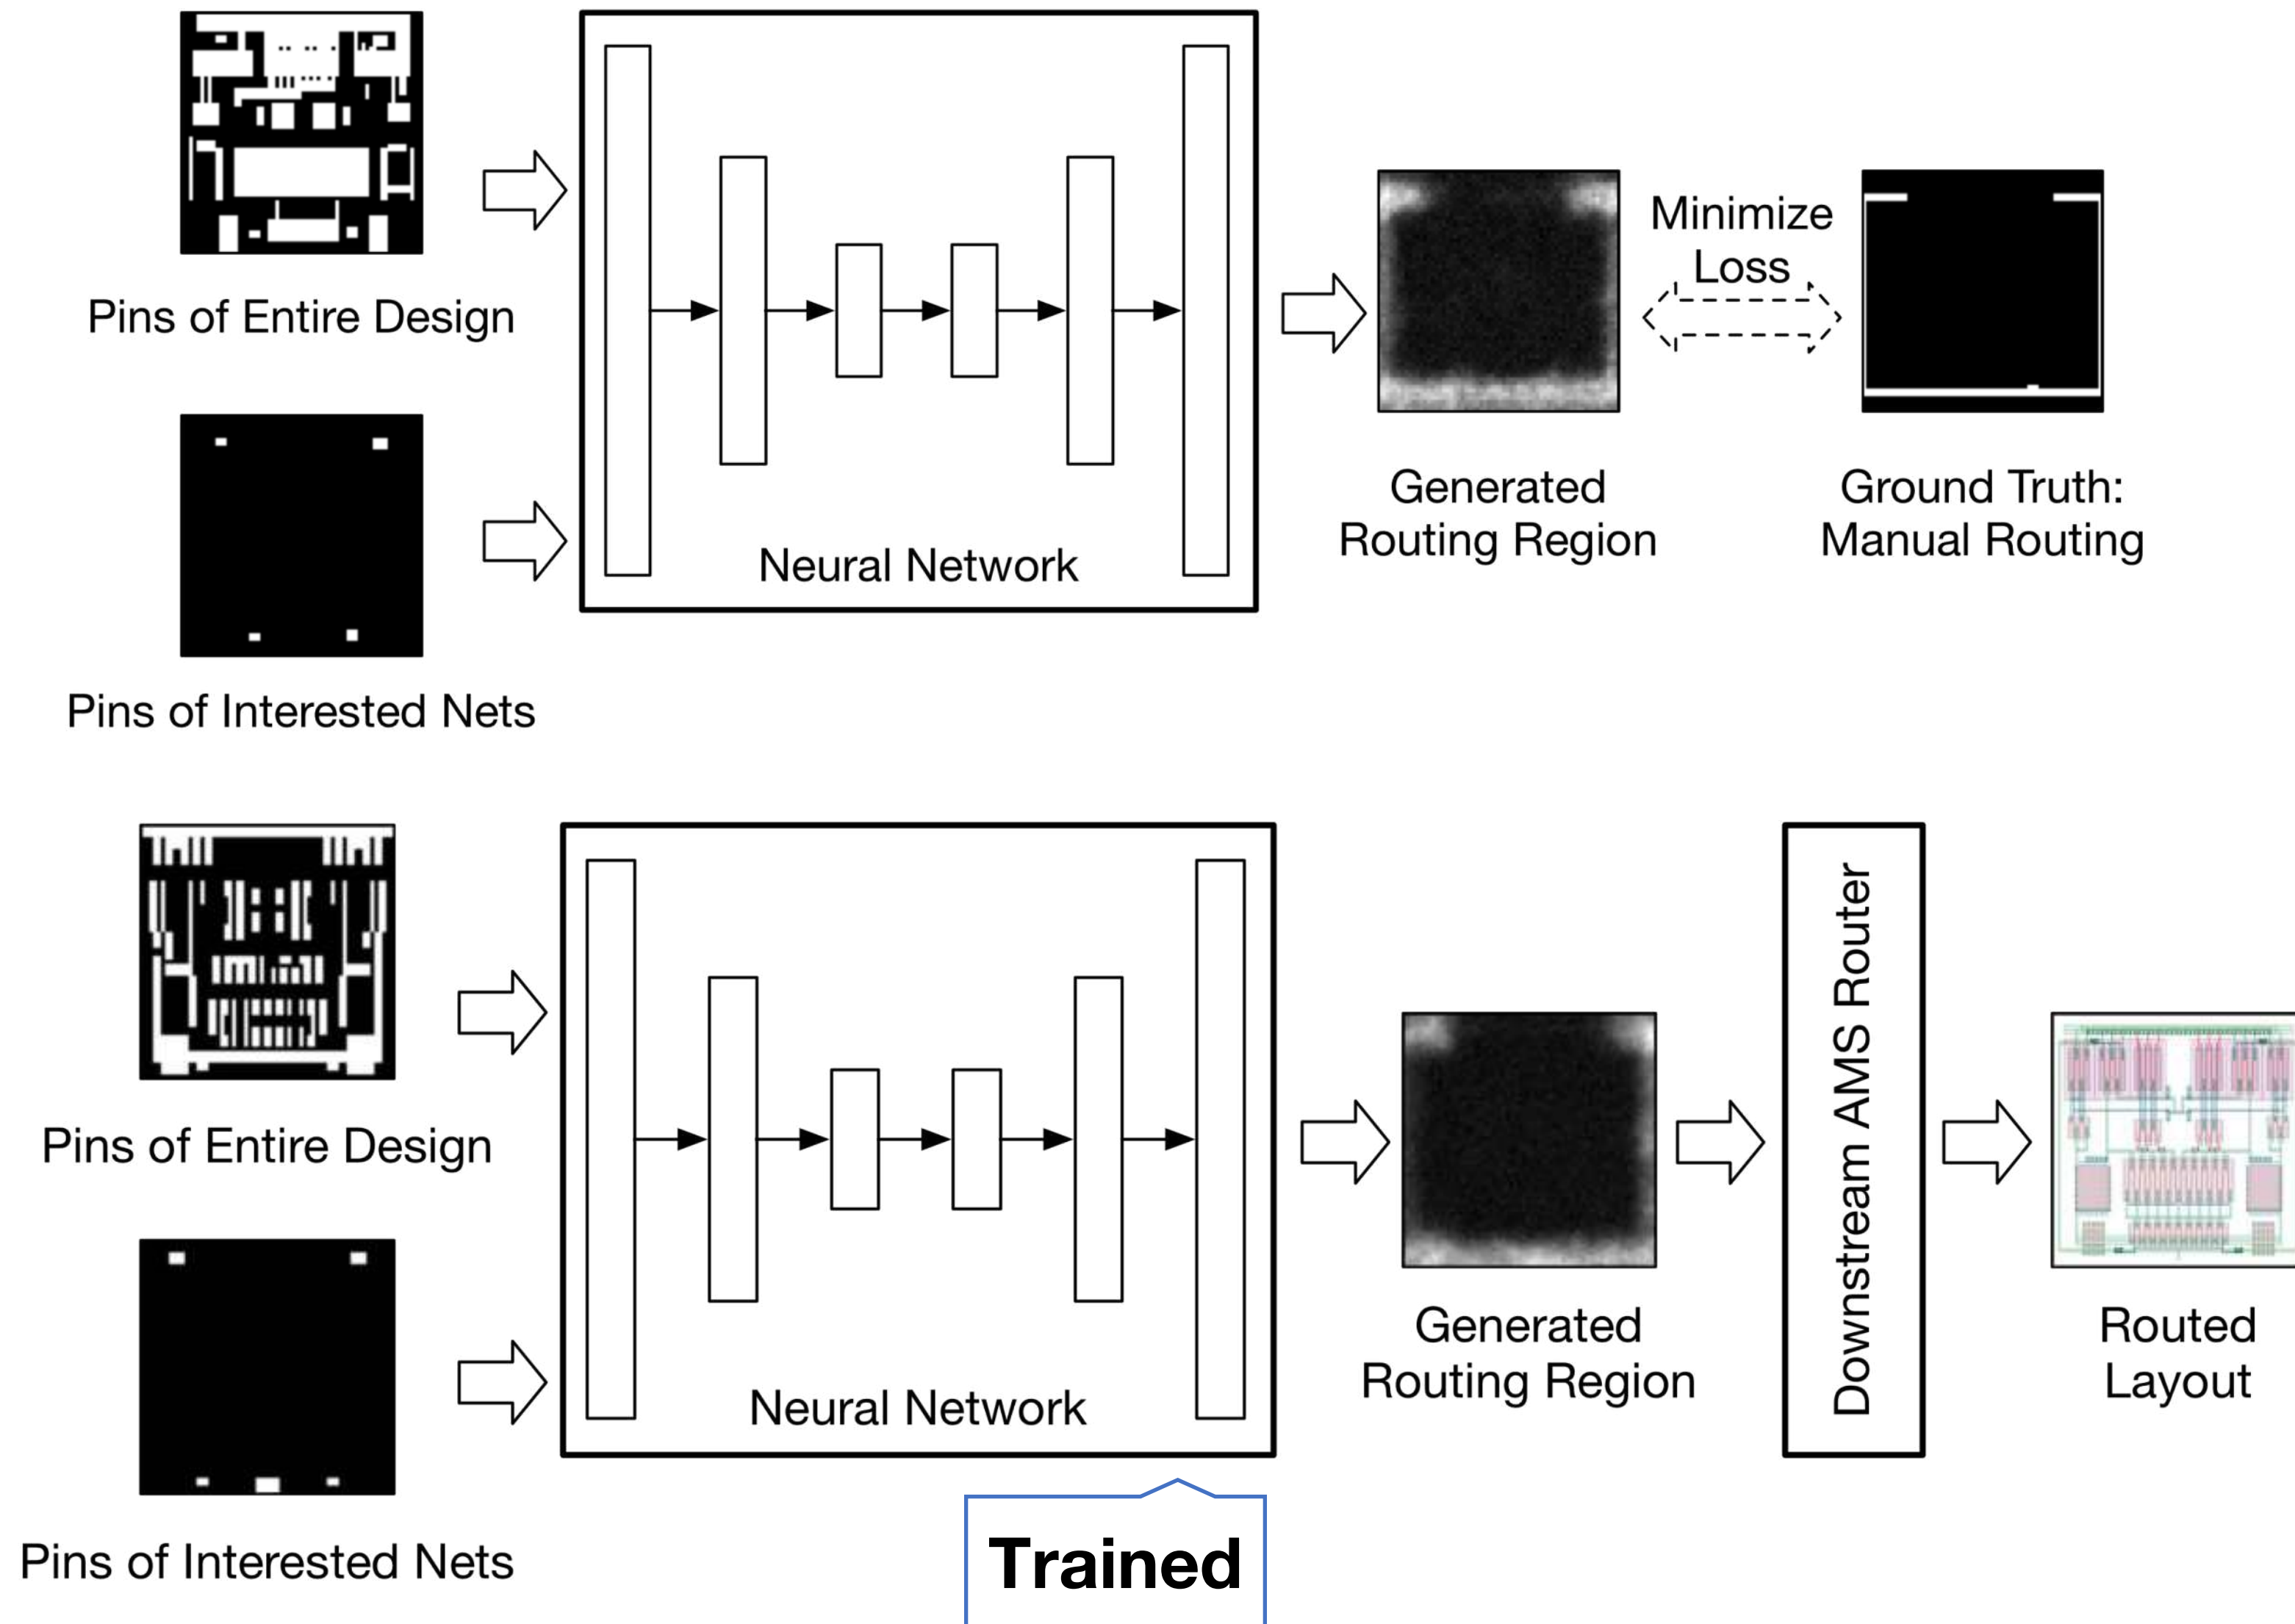 Pins of Entire Design
Pins of Interested Nets
Neural Network
Generated
Routing Region
Minimize
Loss
Ground Truth:
Manual Routing
Pins of Entire Design
Pins of Interested Nets
Neural Network
Trained
Generated
Routing Region
Downstream AMS Router
Routed
Layout